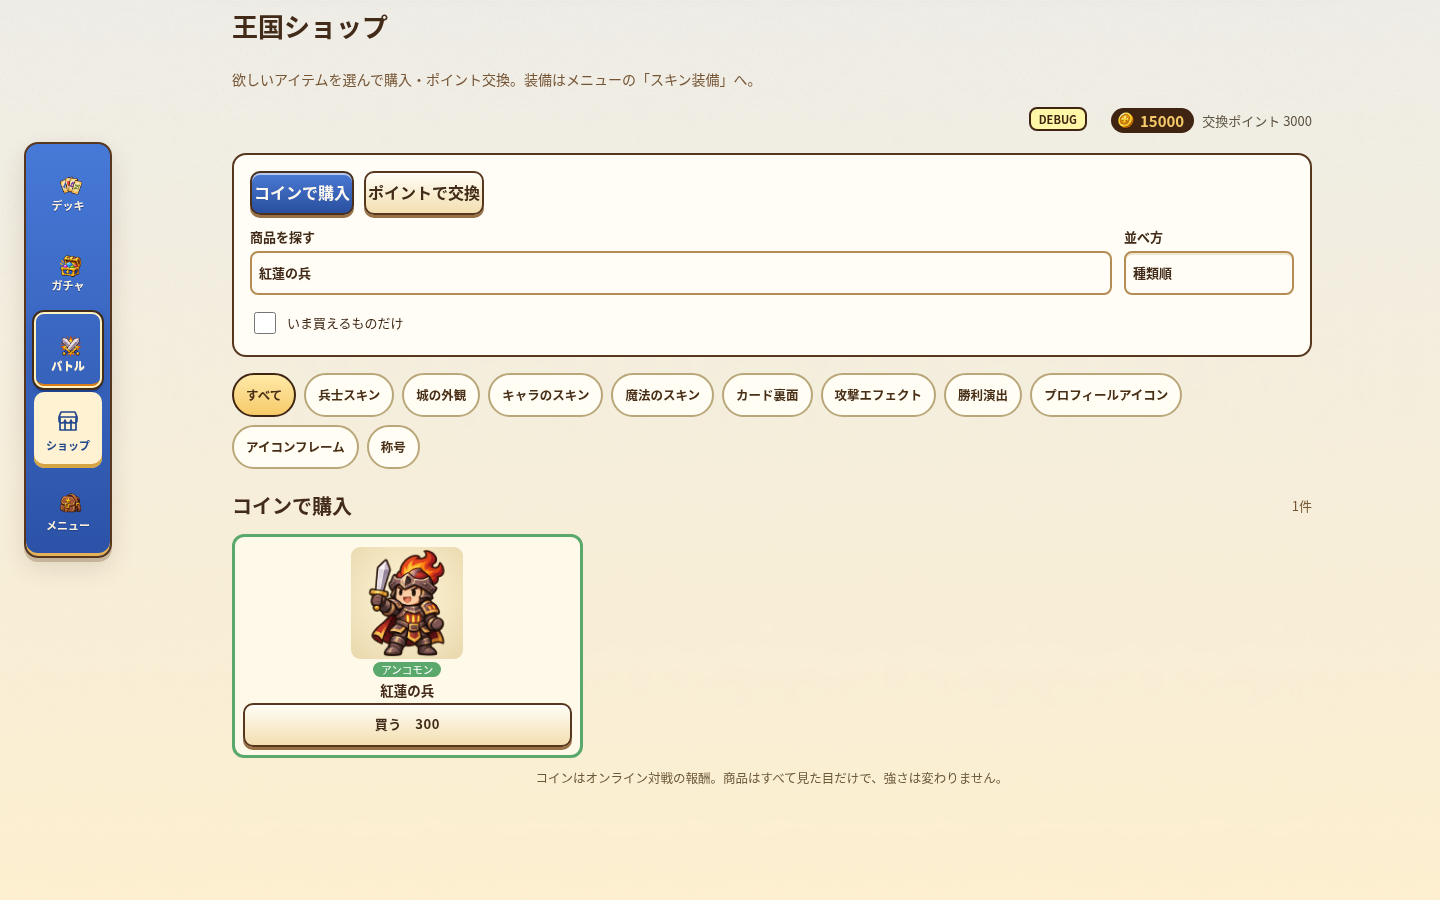 王国ショップ
欲しいアイテムを選んで購入・ポイント交換。装備はメニューの「スキン装備」へ。
DEBUG
15000
交換ポイント 3000
デッキ
ガチャ
バトル
ショップ
メニュー
コインで購入
ポイントで交換
商品を探す
並べ方
紅蓮の兵
種類順
いま買えるものだけ
すべて
兵士スキン
城の外観
キャラのスキン
魔法のスキン
カード裏面
攻撃エフェクト
勝利演出
プロフィールアイコン
アイコンフレーム
称号
コインで購入
1件
アンコモン
紅蓮の兵
買う 300
コインはオンライン対戦の報酬。商品はすべて見た目だけで、強さは変わりません。